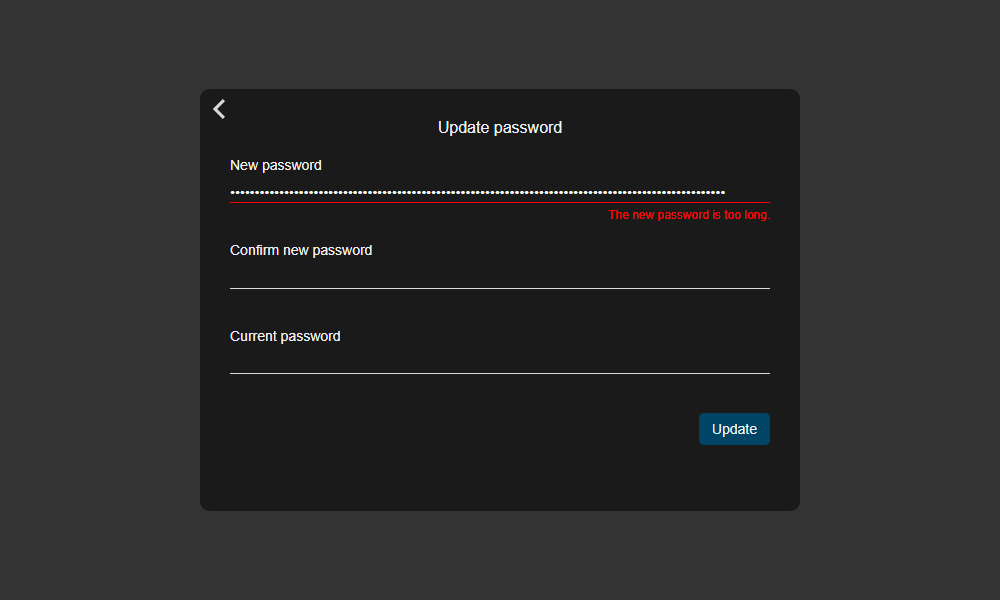 Update password
New password
The new password is too long.
Confirm new password
Current password
Update